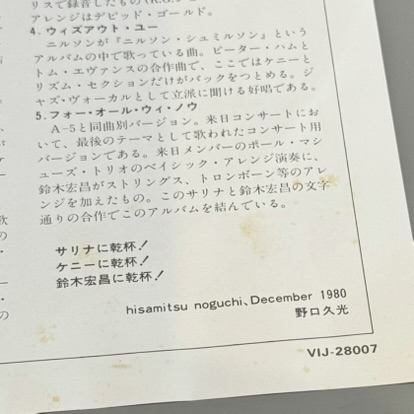 リスで録音したもの
アレンジはデビッド・ゴールド。
4. ウィズアウト・ユー
ニルソンが『ニルソン・シュミルソン』という
アルバムの中で歌っている曲。ピーター・ハムと
トム・エヴァンスの合作曲で、ここではケニーと
リズム・セクションだけがバックをつとめる。ジ
ャズ・ヴォーカルとして立派に聞ける好唱である。
5. フォー・オール・ウィ・ノウ
A-5と同曲別バージョン。来日コンサートにお
いて、最後のテーマとして歌われたコンサート用
バージョンである。来日メンバーのポール・マシ
ューズ・トリオのベイシック・アレンジ演奏に、
鈴木宏昌がストリングス、トロンボーン等のアレ
ンジを加えたもの。このサリナと鈴木宏昌の文字
通りの合作でこのアルバムを結んでいる。
サリナに乾杯!
ケニーに乾杯!
鈴木宏昌に乾杯!
hisamitsu noguchi、December 1980
野口久光
VIJ-28007